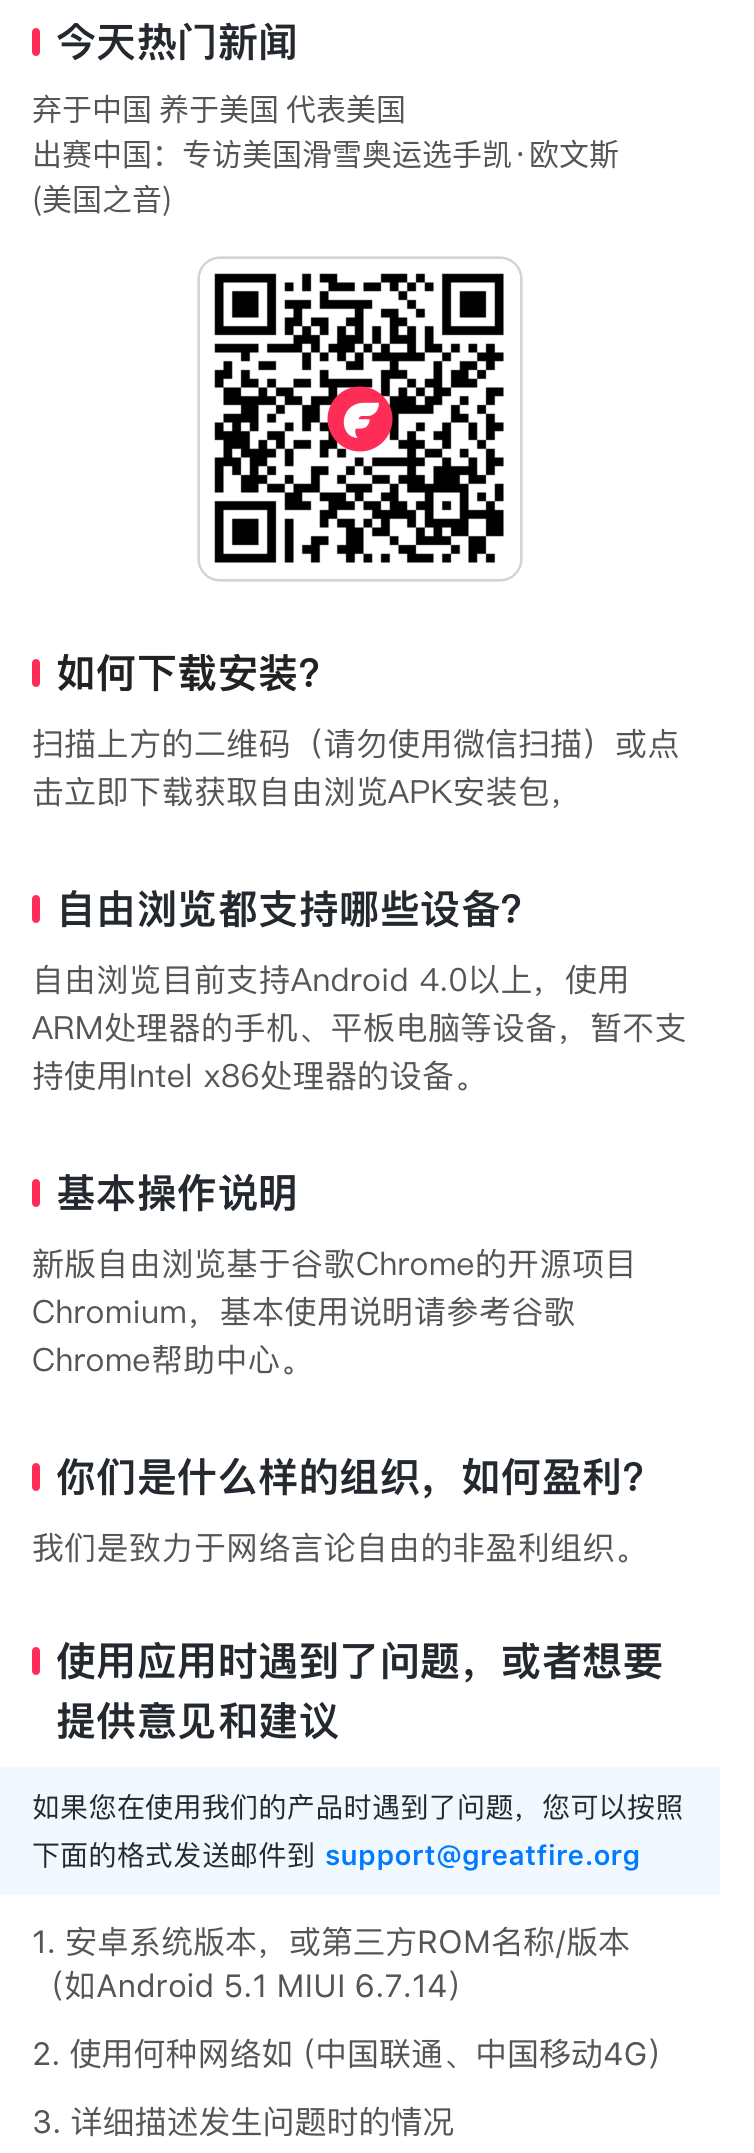 今天热门新闻
弃于中国 养于美国 代表美国
出赛中国：专访美国滑雪奥运选手凯·欧文斯
(美国之音)
如何下载安装?
扫描上方的二维码（请勿使用微信扫描）或点
击立即下载获取自由浏览APK安装包，
自由浏览都支持哪些设备?
自由浏览目前支持Android 4.0以上，使用
ARM处理器的手机、平板电脑等设备，暂不支
持使用Intel x86处理器的设备。
基本操作说明
新版自由浏览基于谷歌Chrome的开源项目
Chromium，基本使用说明请参考谷歌
Chrome帮助中心。
你们是什么样的组织，如何盈利?
我们是致力于网络言论自由的非盈利组织。
使用应用时遇到了问题，或者想要
提供意见和建议
如果您在使用我们的产品时遇到了问题，您可以按照
下面的格式发送邮件到 support@greatfire.org
1. 安卓系统版本，或第三方ROM名称/版本
（如Android 5.1 MIUI 6.7.14）
2. 使用何种网络如 (中国联通、中国移动4G）
3. 详细描述发生问题时的情况